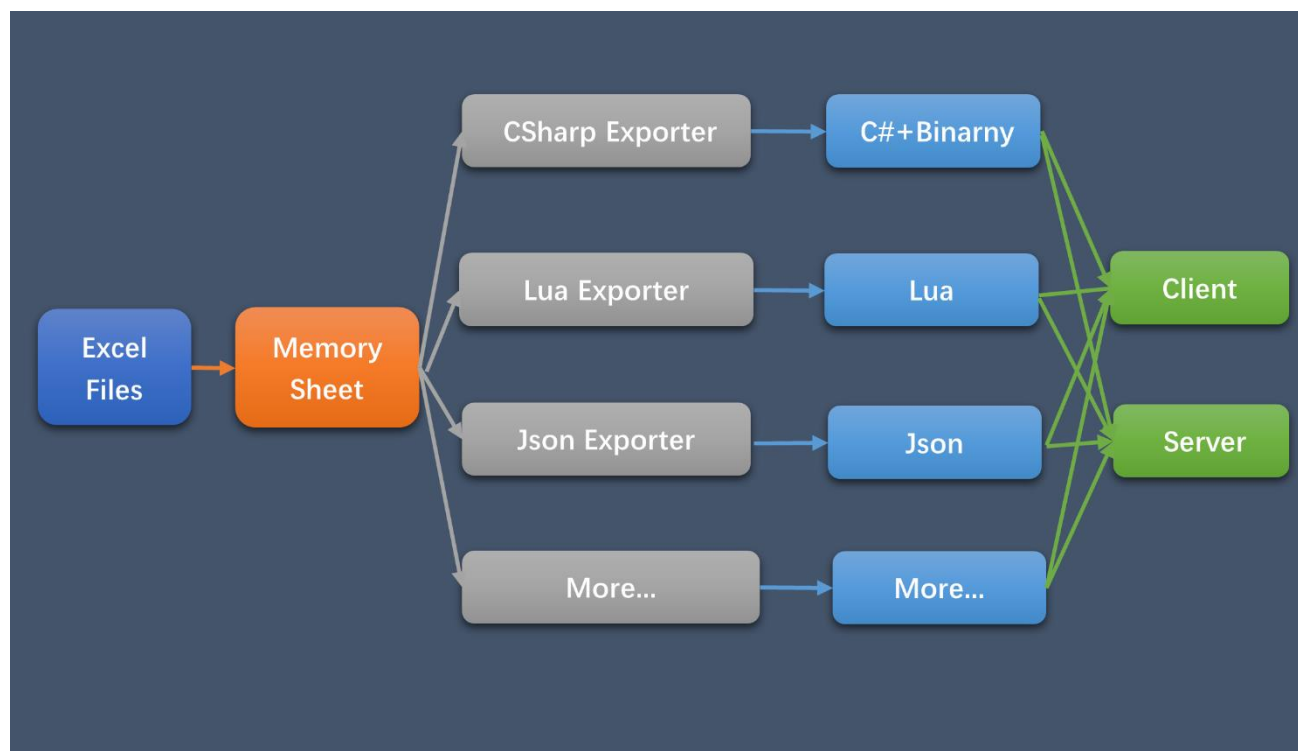 Excel
Files
Memory
Sheet
CSharp Exporter
Lua Exporter
Json Exporter
More...
C#+Binarny
Lua
Json
More...
Client
Server